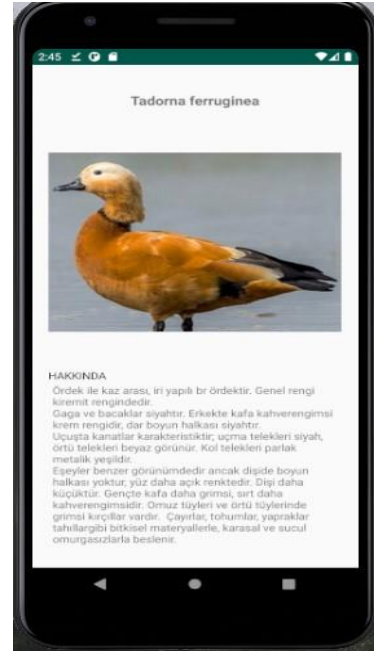 2:45
Tadorna ferruginea
HAKKINDA
Ördek ile kaz arası, iri yapılı br ördektir. Genel rengi
kiremit rengindedir.
Gaga ve bacaklar siyahtır. Erkekte kafa kahverengimsi
krem rengidir, dar boyun halkası siyahtır.
Uçuşta kanatlar karakteristiktir; uçma telekleri siyah,
örtü telekleri beyaz görünür. Kol telekleri parlak
metalik yeşildir.
Eşeyler benzer görünümdedir ancak dişide boyun
halkası yoktur, yüz daha açık renktedir. Dişi daha
küçüktür. Gençte kafa daha grimsi, sırt daha
kahverengimsidir. Omuz tüyleri ve örtü tüylerinde
grimsi kırçıllar vardır. Çayırlar, tohumlar, yapraklar
tahıllargibi bitkisel materyallerle, karasal ve sucul
omurgasızlarla beslenir.